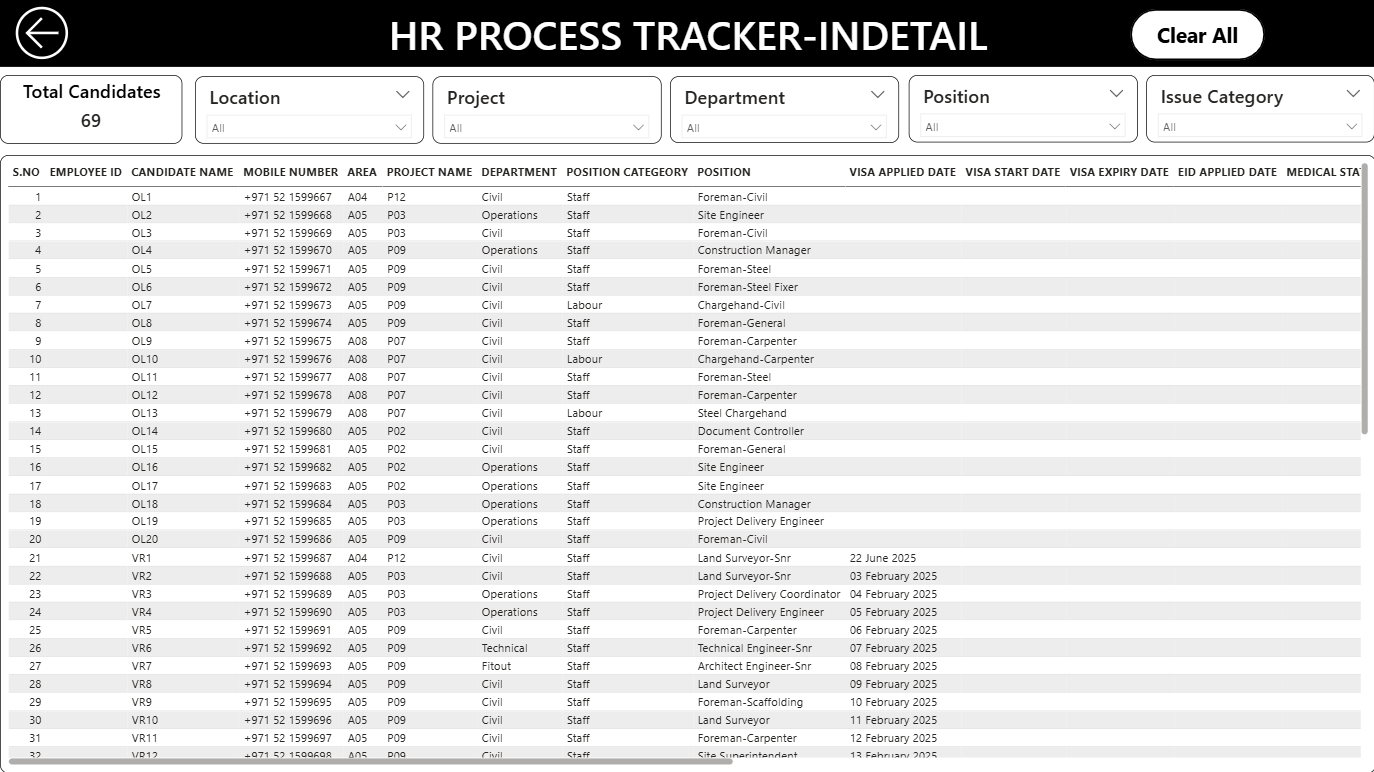 HR PROCESS TRACKER-INDETAIL
Clear All
Total Candidates
69
Location
All
Project
All
Department
All
Position
All
Issue Category
All
S.NO EMPLOYEE ID CANDIDATE NAME MOBILE NUMBER AREA PROJECT NAME DEPARTMENT POSITION CATEGEORY POSITION VISA APPLIED DATE VISA START DATE VISA EXPIRY DATE EID APPLIED DATE MEDICAL STA
1 OL1 +971 52 1599667 A04 P12 Civil Staff Foreman-Civil
2 OL2 +971 52 1599668 A05 P03 Operations Staff Site Engineer
3 OL3 +971 52 1599669 A05 P03 Civil Staff Foreman-Civil
4 OL4 +971 52 1599670 A05 P09 Operations Staff Construction Manager
5 OL5 +971 52 1599671 A05 P09 Civil Staff Foreman-Steel
6 OL6 +971 52 1599672 A05 P09 Civil Staff Foreman-Steel Fixer
7 OL7 +971 52 1599673 A05 P09 Civil Labour Chargehand-Civil
8 OL8 +971 52 1599674 A05 P09 Civil Staff Foreman-General
9 OL9 +971 52 1599675 A08 P07 Civil Staff Foreman-Carpenter
10 OL10 +971 52 1599676 A08 P07 Civil Labour Chargehand-Carpenter
11 OL11 +971 52 1599677 A08 P07 Civil Staff Foreman-Steel
12 OL12 +971 52 1599678 A08 P07 Civil Staff Foreman-Carpenter
13 OL13 +971 52 1599679 A08 P07 Civil Labour Steel Chargehand
14 OL14 +971 52 1599680 A05 P02 Civil Staff Document Controller
15 OL15 +971 52 1599681 A05 P02 Civil Staff Foreman-General
16 OL16 +971 52 1599682 A05 P02 Operations Staff Site Engineer
17 OL17 +971 52 1599683 A05 P02 Operations Staff Site Engineer
18 OL18 +971 52 1599684 A05 P03 Operations Staff Construction Manager
19 OL19 +971 52 1599685 A05 P03 Operations Staff Project Delivery Engineer
20 OL20 +971 52 1599686 A05 P09 Civil Staff Foreman-Civil
21 VR1 +971 52 1599687 A04 P12 Civil Staff Land Surveyor-Snr 22 June 2025
22 VR2 +971 52 1599688 A05 P03 Civil Staff Land Surveyor-Snr 03 February 2025
23 VR3 +971 52 1599689 A05 P03 Operations Staff Project Delivery Coordinator 04 February 2025
24 VR4 +971 52 1599690 A05 P03 Operations Staff Project Delivery Engineer 05 February 2025
25 VR5 +971 52 1599691 A05 P09 Civil Staff Foreman-Carpenter 06 February 2025
26 VR6 +971 52 1599692 A05 P09 Technical Staff Technical Engineer-Snr 07 February 2025
27 VR7 +971 52 1599693 A05 P09 Fitout Staff Architect Engineer-Snr 08 February 2025
28 VR8 +971 52 1599694 A05 P09 Civil Staff Land Surveyor 09 February 2025
29 VR9 +971 52 1599695 A05 P09 Civil Staff Foreman-Scaffolding 10 February 2025
30 VR10 +971 52 1599696 A05 P09 Civil Staff Land Surveyor 11 February 2025
31 VR11 +971 52 1599697 A05 P09 Civil Staff Foreman-Carpenter 12 February 2025
32 VR12 +971 52 1599698 A05 P09 Civil Staff Site Superintendent 13 February 2025